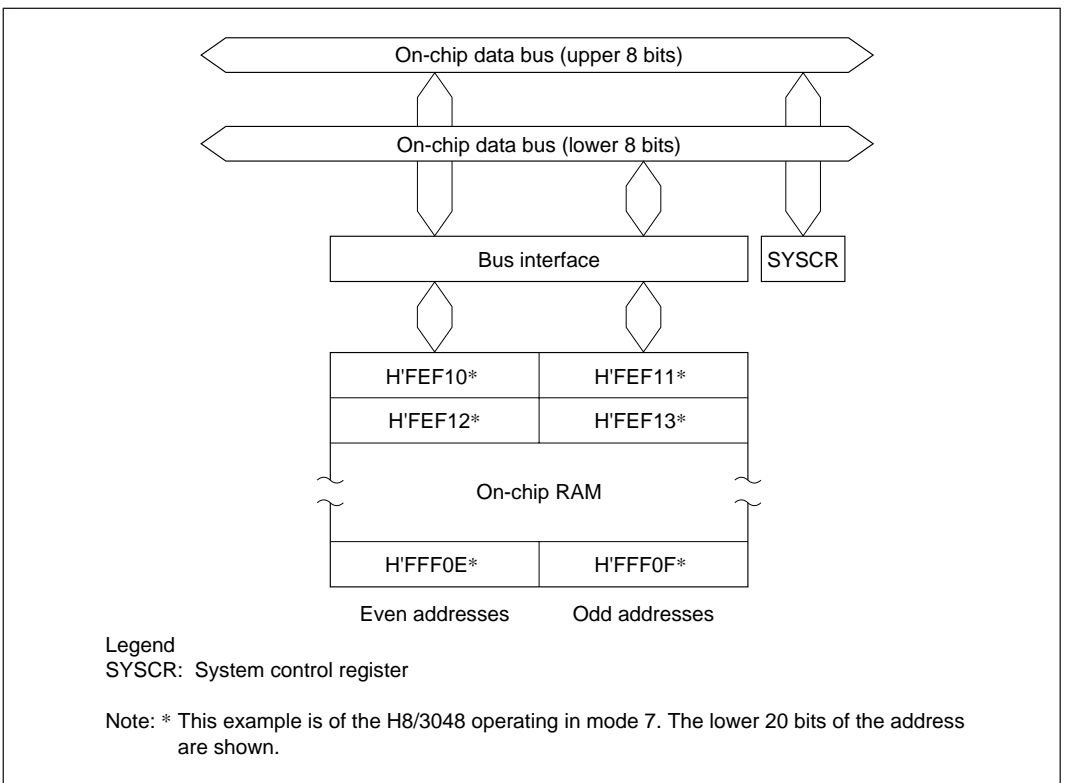 On-chip data bus (upper 8 bits)
On-chip data bus (lower 8 bits)
Bus interface
SYSCR
H'FEF10*
H'FEF11*
H'FEF12*
H'FEF13*
On-chip RAM
H'FFF0E*
H'FFF0F*
Even addresses
Odd addresses
Legend
SYSCR: System control register
Note: * This example is of the H8/3048 operating in mode 7. The lower 20 bits of the address
are shown.